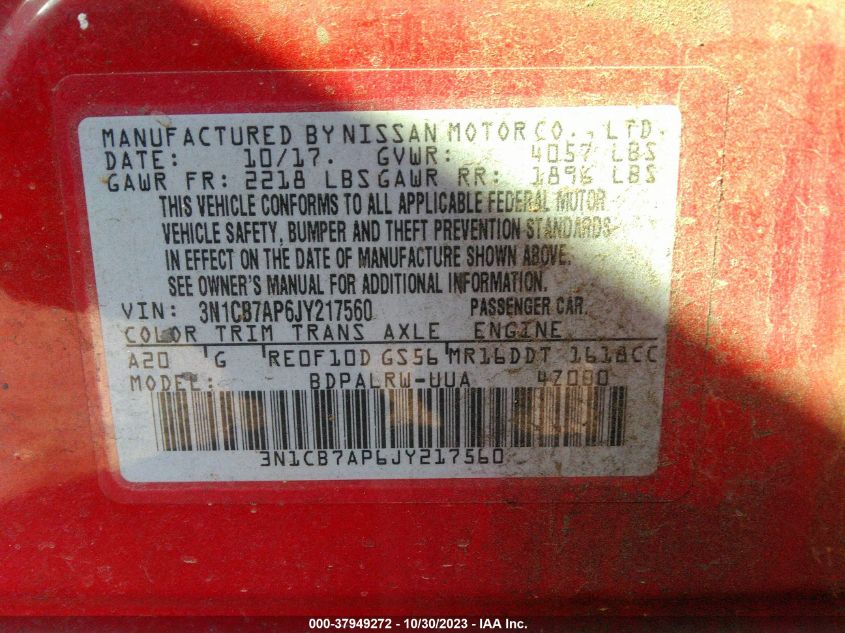 MANUFACTURED BY NISSAN MOTOR CO., LTD.
DATE: 10/17. GVWR: 4057 LBS
GAWR FR: 2218 LBS GAWR RR: 1896 LBS
THIS VEHICLE CONFORMS TO ALL APPLICABLE FEDERAL MOTOR
VEHICLE SAFETY, BUMPER AND THEFT PREVENTION STANDARDS
IN EFFECT ON THE DATE OF MANUFACTURE SHOWN ABOVE.
SEE OWNER'S MANUAL FOR ADDITIONAL INFORMATION.
VIN: 3N1CB7AP6JY217560 PASSENGER CAR.
COLOR TRIM TRANS AXLE ENGINE
A20 G RE0F10D GS56 MR16DDT 1618CC
MODEL: BDPALRW-UUA 4Z080
3N1CB7AP6JY217560
000-37949272 - 10/30/2023 - IAA Inc.